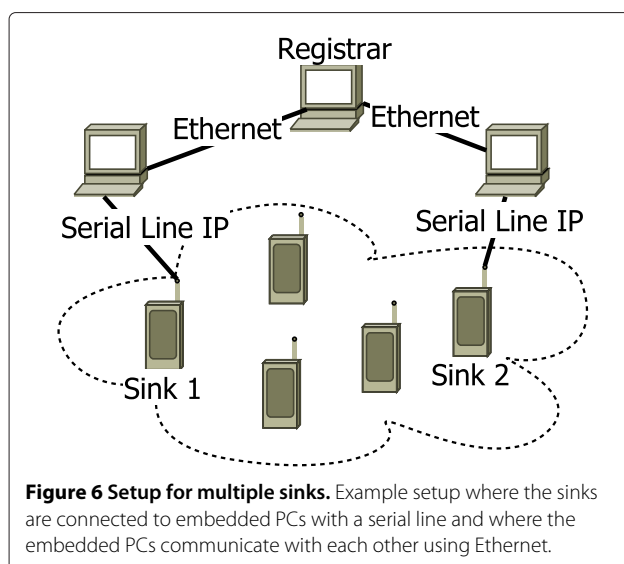 Registrar
Ethernet
Ethernet
Serial Line IP
Serial Line IP
Sink 1
Sink 2
Figure 6 Setup for multiple sinks. Example setup where the sinks
are connected to embedded PCs with a serial line and where the
embedded PCs communicate with each other using Ethernet.